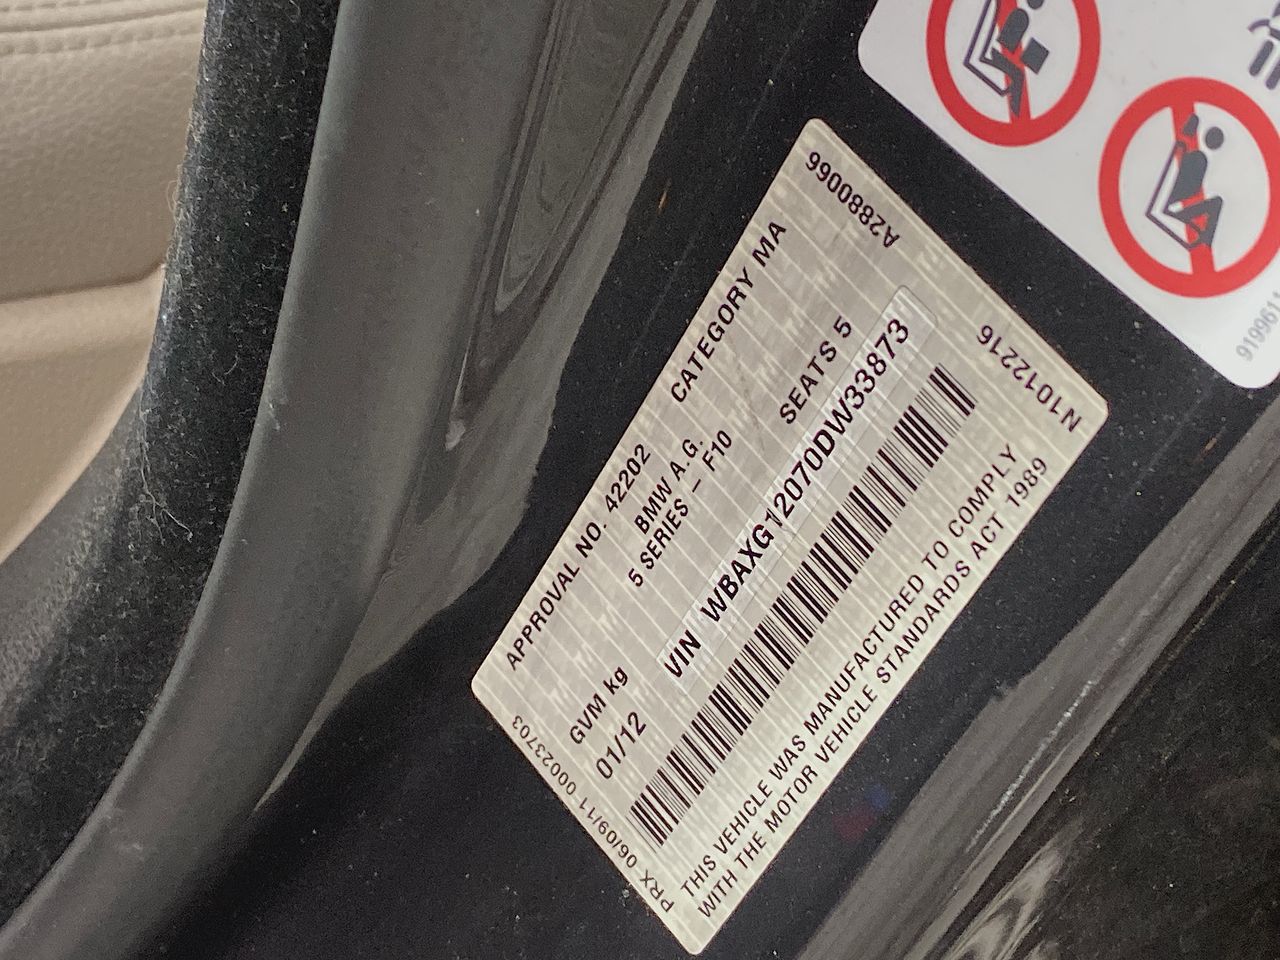 APPROVAL NO. 42202 CATEGORY MA
A2880066
BMW A.G.
5 SERIES – F10
GVM kg SEATS 5
01/12
VIN WBAXG12070DW33873
N1012216
PRX 06/09/11 00023703
THIS VEHICLE WAS MANUFACTURED TO COMPLY
WITH THE MOTOR VEHICLE STANDARDS ACT 1989